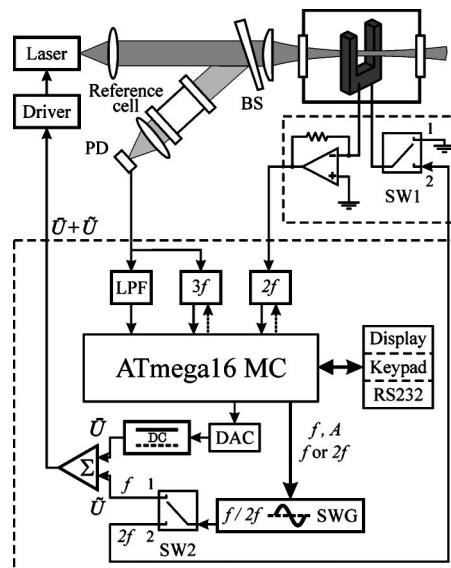 Laser
Driver
Reference
cell
BS
PD
1
2
SW1
Ū+Ũ
LPF
3f
2f
ATmega16 MC
Display
Keypad
RS232
Ū
DC
DAC
f, A
f or 2f
Σ
Ũ
f
1
2f
2
SW2
f / 2f
SWG